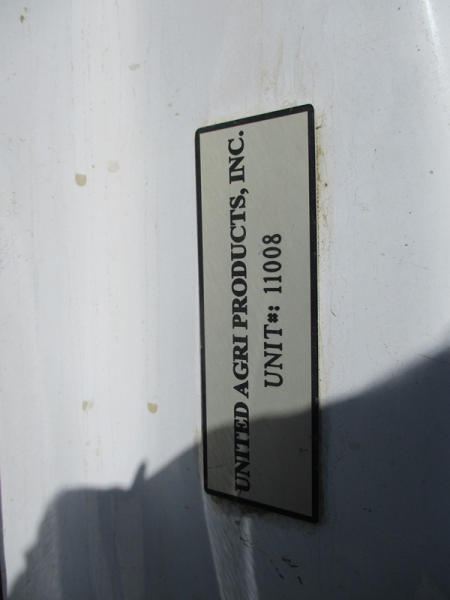 UNITED AGRI PRODUCTS, INC.
UNIT#: 11008